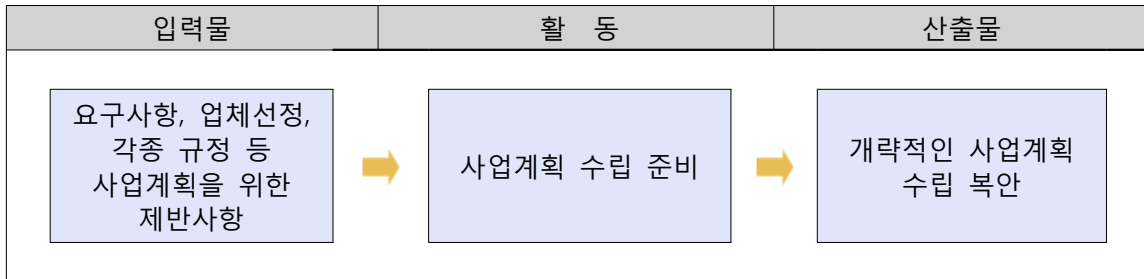 입력물
활 동
산출물
요구사항, 업체선정,
각종 규정 등
사업계획을 위한
제반사항
사업계획 수립 준비
개략적인 사업계획
수립 복안